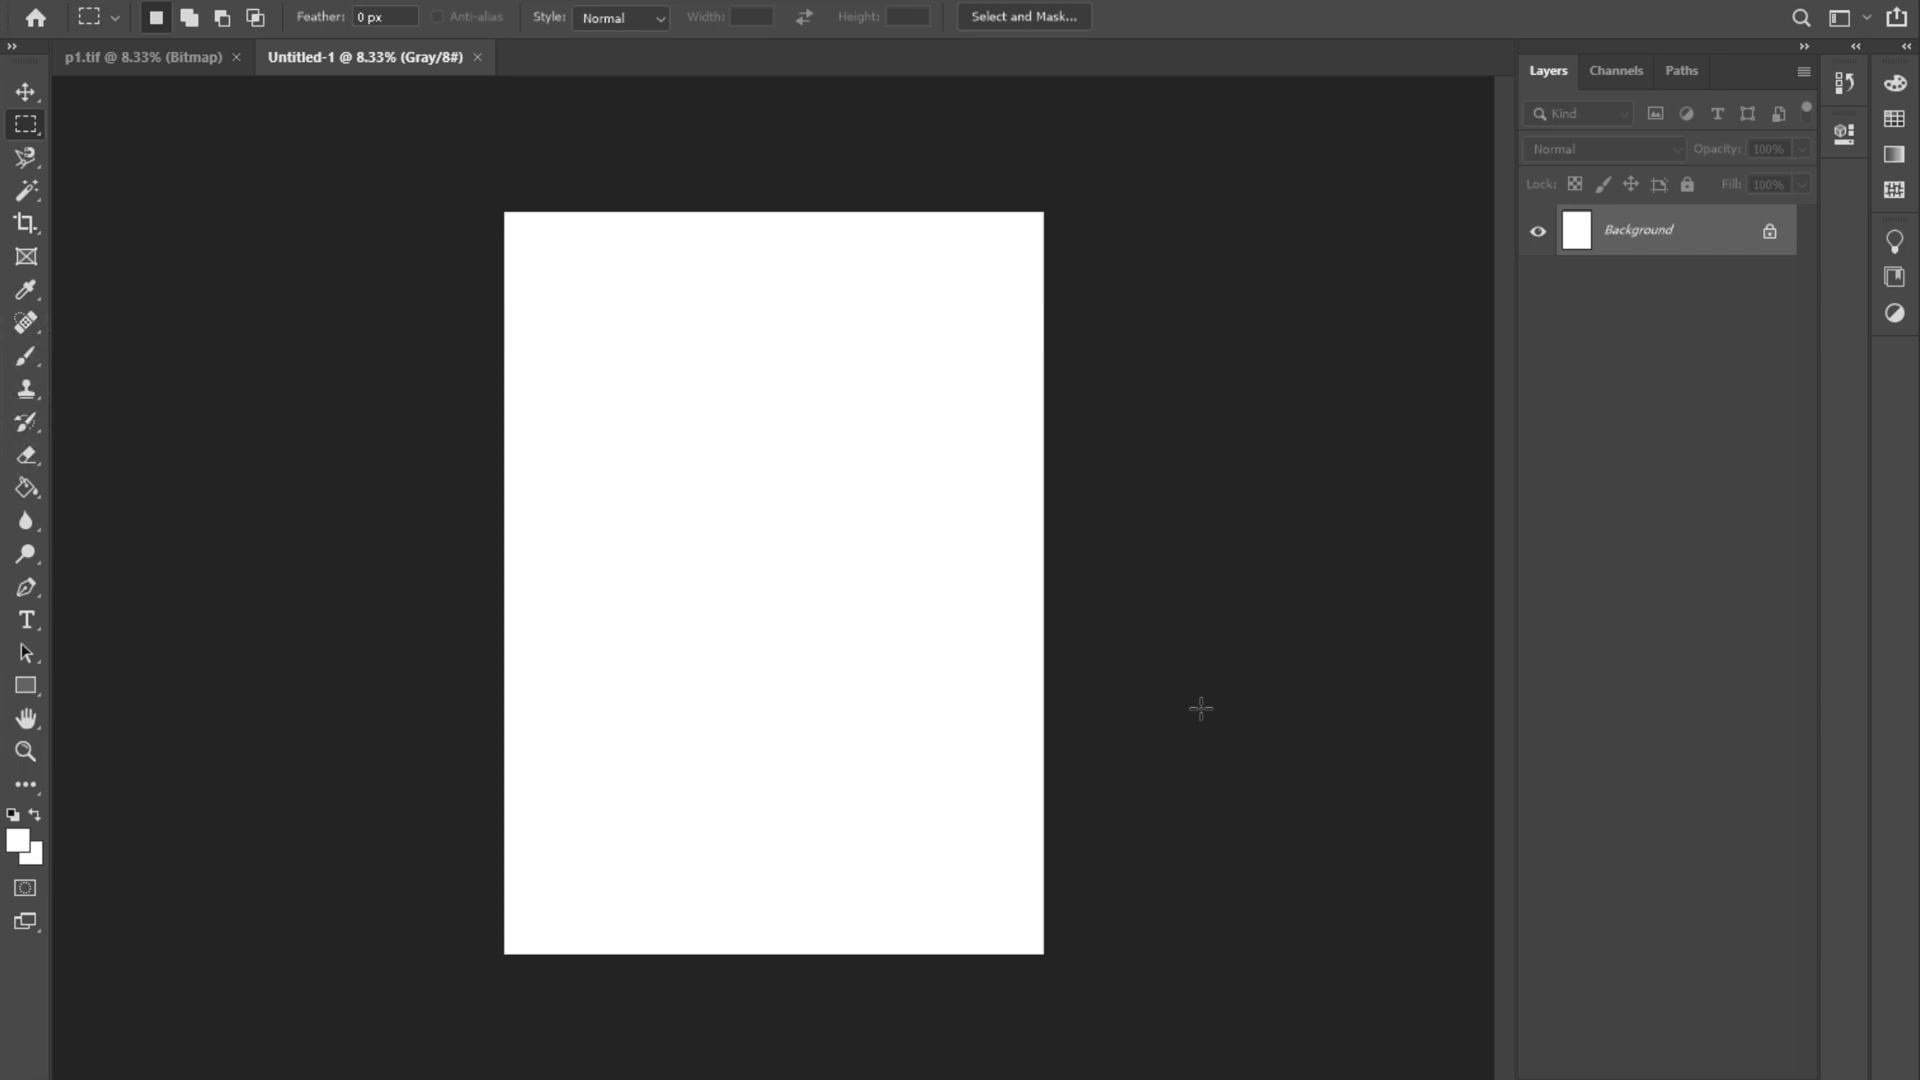 Feather: 0 px Anti-alias Style: Normal Width: Height: Select and Mask...
p1.tif @ 8.33% (Bitmap) × Untitled-1 @ 8.33% (Gray/8#) ×
Layers Channels Paths
Kind
Normal Opacity: 100%
Lock: Fill: 100%
Background